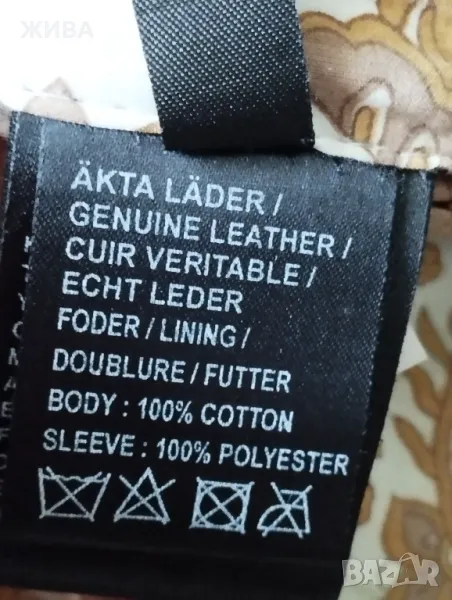 ЖИВА
ÄKTA LÄDER /
GENUINE LEATHER /
CUIR VERITABLE /
ECHT LEDER
FODER / LINING /
DOUBLURE / FUTTER
BODY : 100% COTTON
SLEEVE : 100% POLYESTER
BAZAR